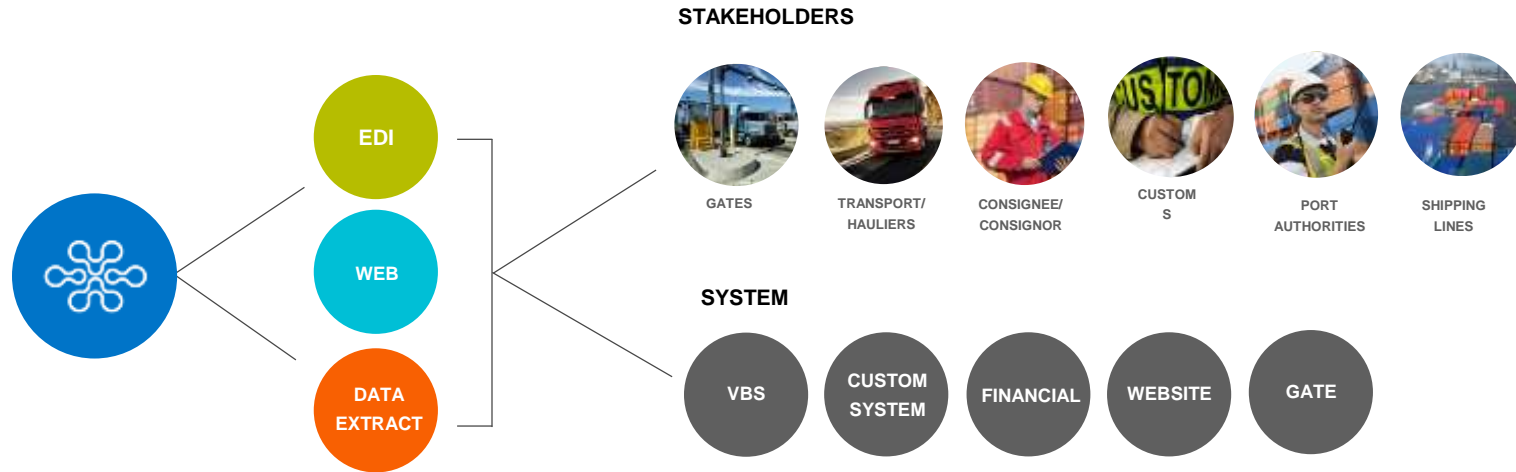 STAKEHOLDERS
EDI
WEB
DATA
EXTRACT
CUSTOM
GATES
TRANSPORT/
HAULIERS
CONSIGNEE/
CONSIGNOR
CUSTOM
S
PORT
AUTHORITIES
SHIPPING
LINES
SYSTEM
VBS
CUSTOM
SYSTEM
FINANCIAL
WEBSITE
GATE